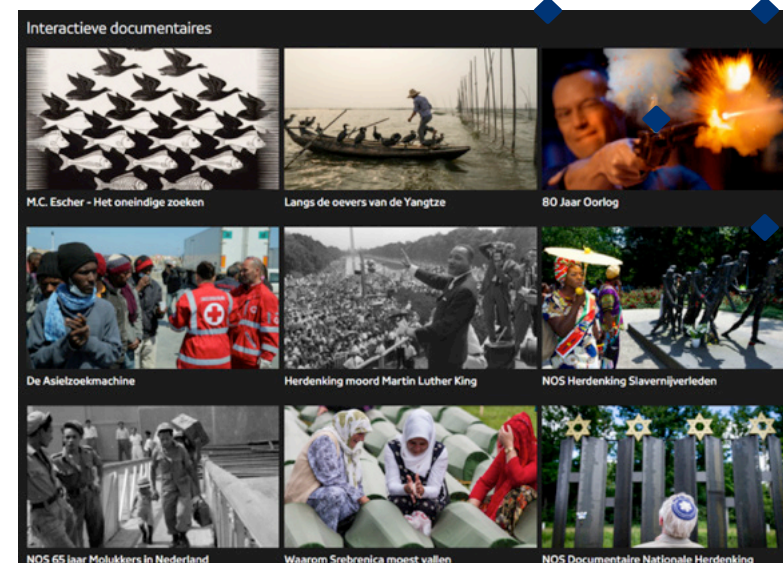 Interactieve documentaires
M.C. Escher - Het oneindige zoeken
Langs de oevers van de Yangtze
80 Jaar Oorlog
De Asielzoekmachine
Herdenking moord Martin Luther King
NOS Herdenking Slavernijverleden
NOS 65 jaar Molukkers in Nederland
Waarom Srebrenica moest vallen
NOS Documentaire Nationale Herdenking